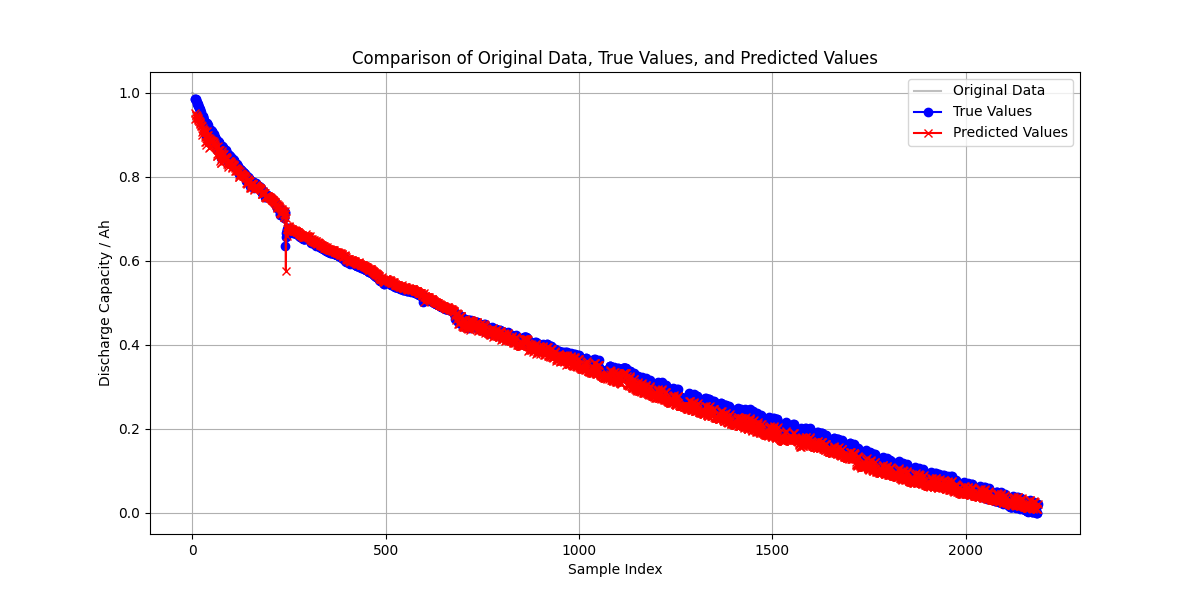 Comparison of Original Data, True Values, and Predicted Values
Original Data
True Values
Predicted Values
Discharge Capacity / Ah
1.0
0.8
0.6
0.4
0.2
0.0
0 500 1000 1500 2000
Sample Index